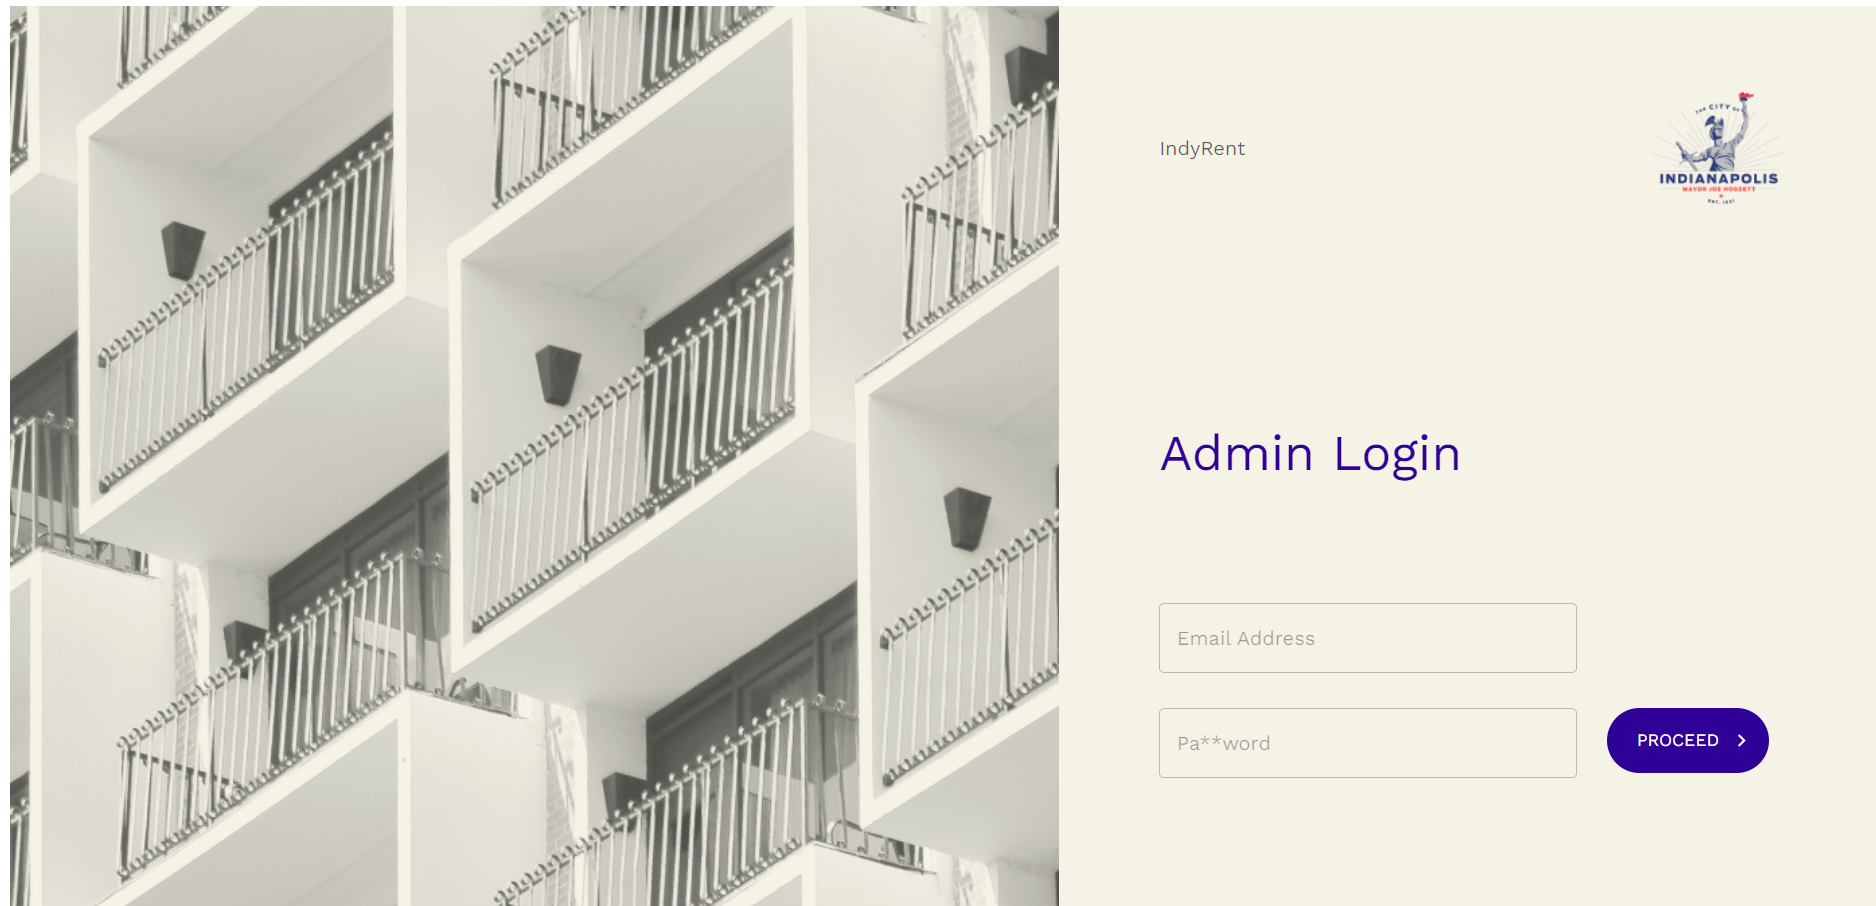 IndyRent
THE CITY OF
INDIANAPOLIS
MAYOR JOE HOGSETT
EST. 1821
Admin Login
Email Address
Pa**word
PROCEED